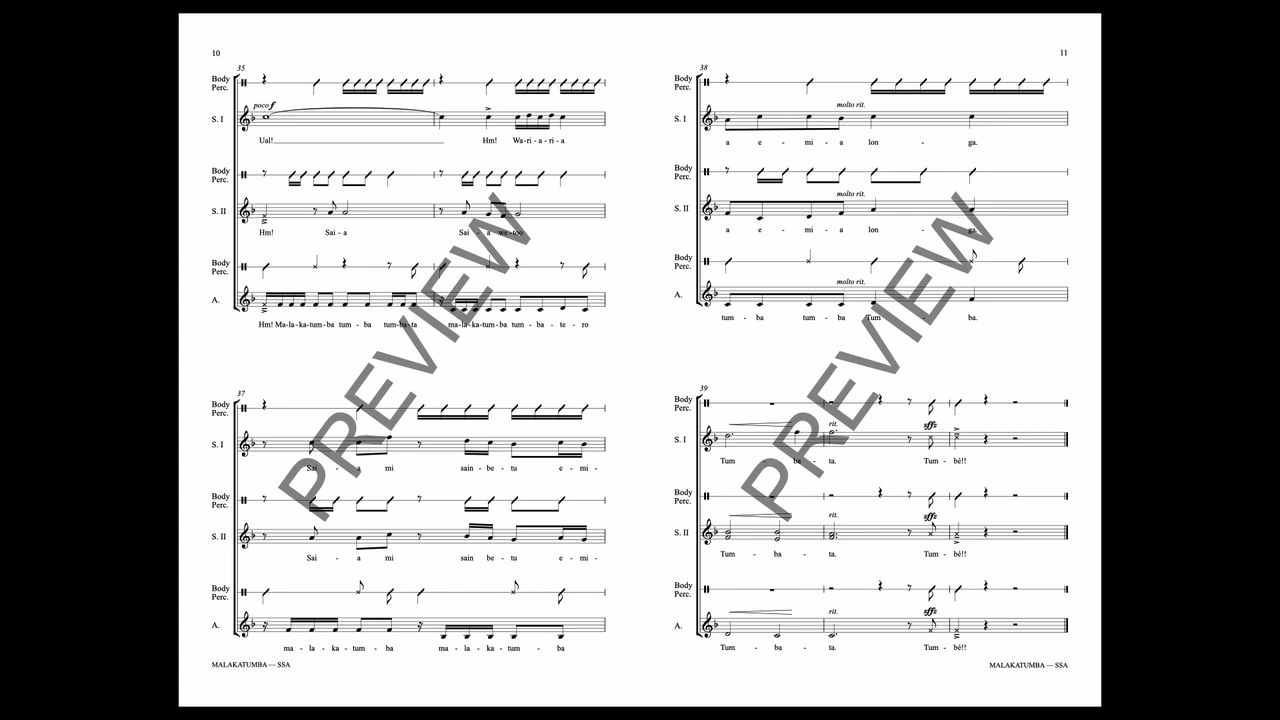 10
35
Body
Perc.
poco f
S. I
Ual!
Hm! Wa-ri-a-ri-a
Body
Perc.
S. II
Hm! Sai-a Sai-a we-too
Body
Perc.
A.
Hm! Ma-la-ka-tum-ba tum-ba tum-ba-ta ma-la-ka-tum-ba tum-ba-te-ro
37
Body
Perc.
S. I
Sai-a mi sain-be-tu e-mi-
Body
Perc.
S. II
Sai-a mi sain be-tu e-mi-
Body
Perc.
A.
ma-la-ka-tum-ba ma-la-ka-tum-ba
MALAKATUMBA — SSA
PREVIEW
11
38
Body
Perc.
molto rit.
S. I
a e-mi-a lon-ga.
Body
Perc.
molto rit.
S. II
a e-mi-a lon-ga.
Body
Perc.
molto rit.
A.
tum-ba tum-ba Tum-ba.
39
Body
Perc.
rit. sffz
S. I
Tum-ba-ta. Tum-bé!!
Body
Perc.
rit. sffz
S. II
Tum-ba-ta. Tum-bé!!
Body
Perc.
rit. sffz
A.
Tum-ba-ta. Tum-bé!!
MALAKATUMBA — SSA
PREVIEW